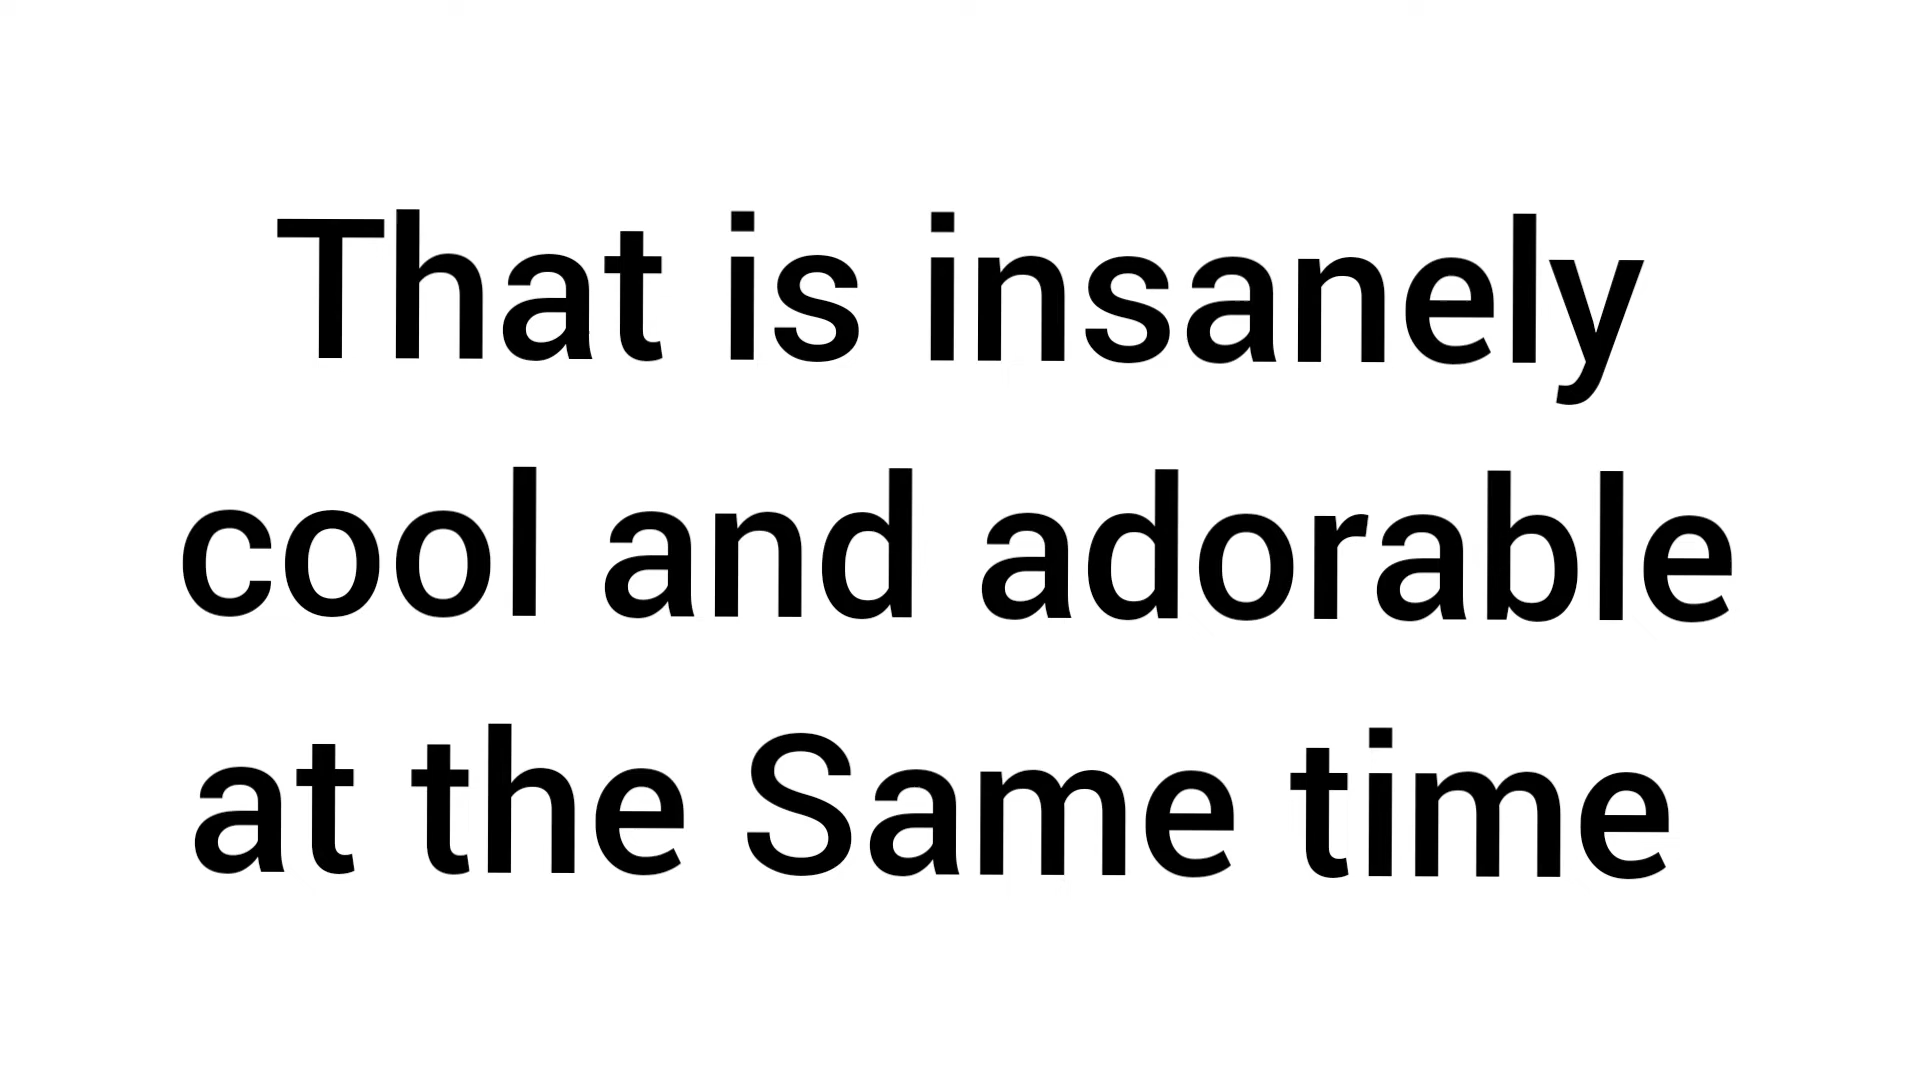 That is insanely
cool and adorable
at the Same time